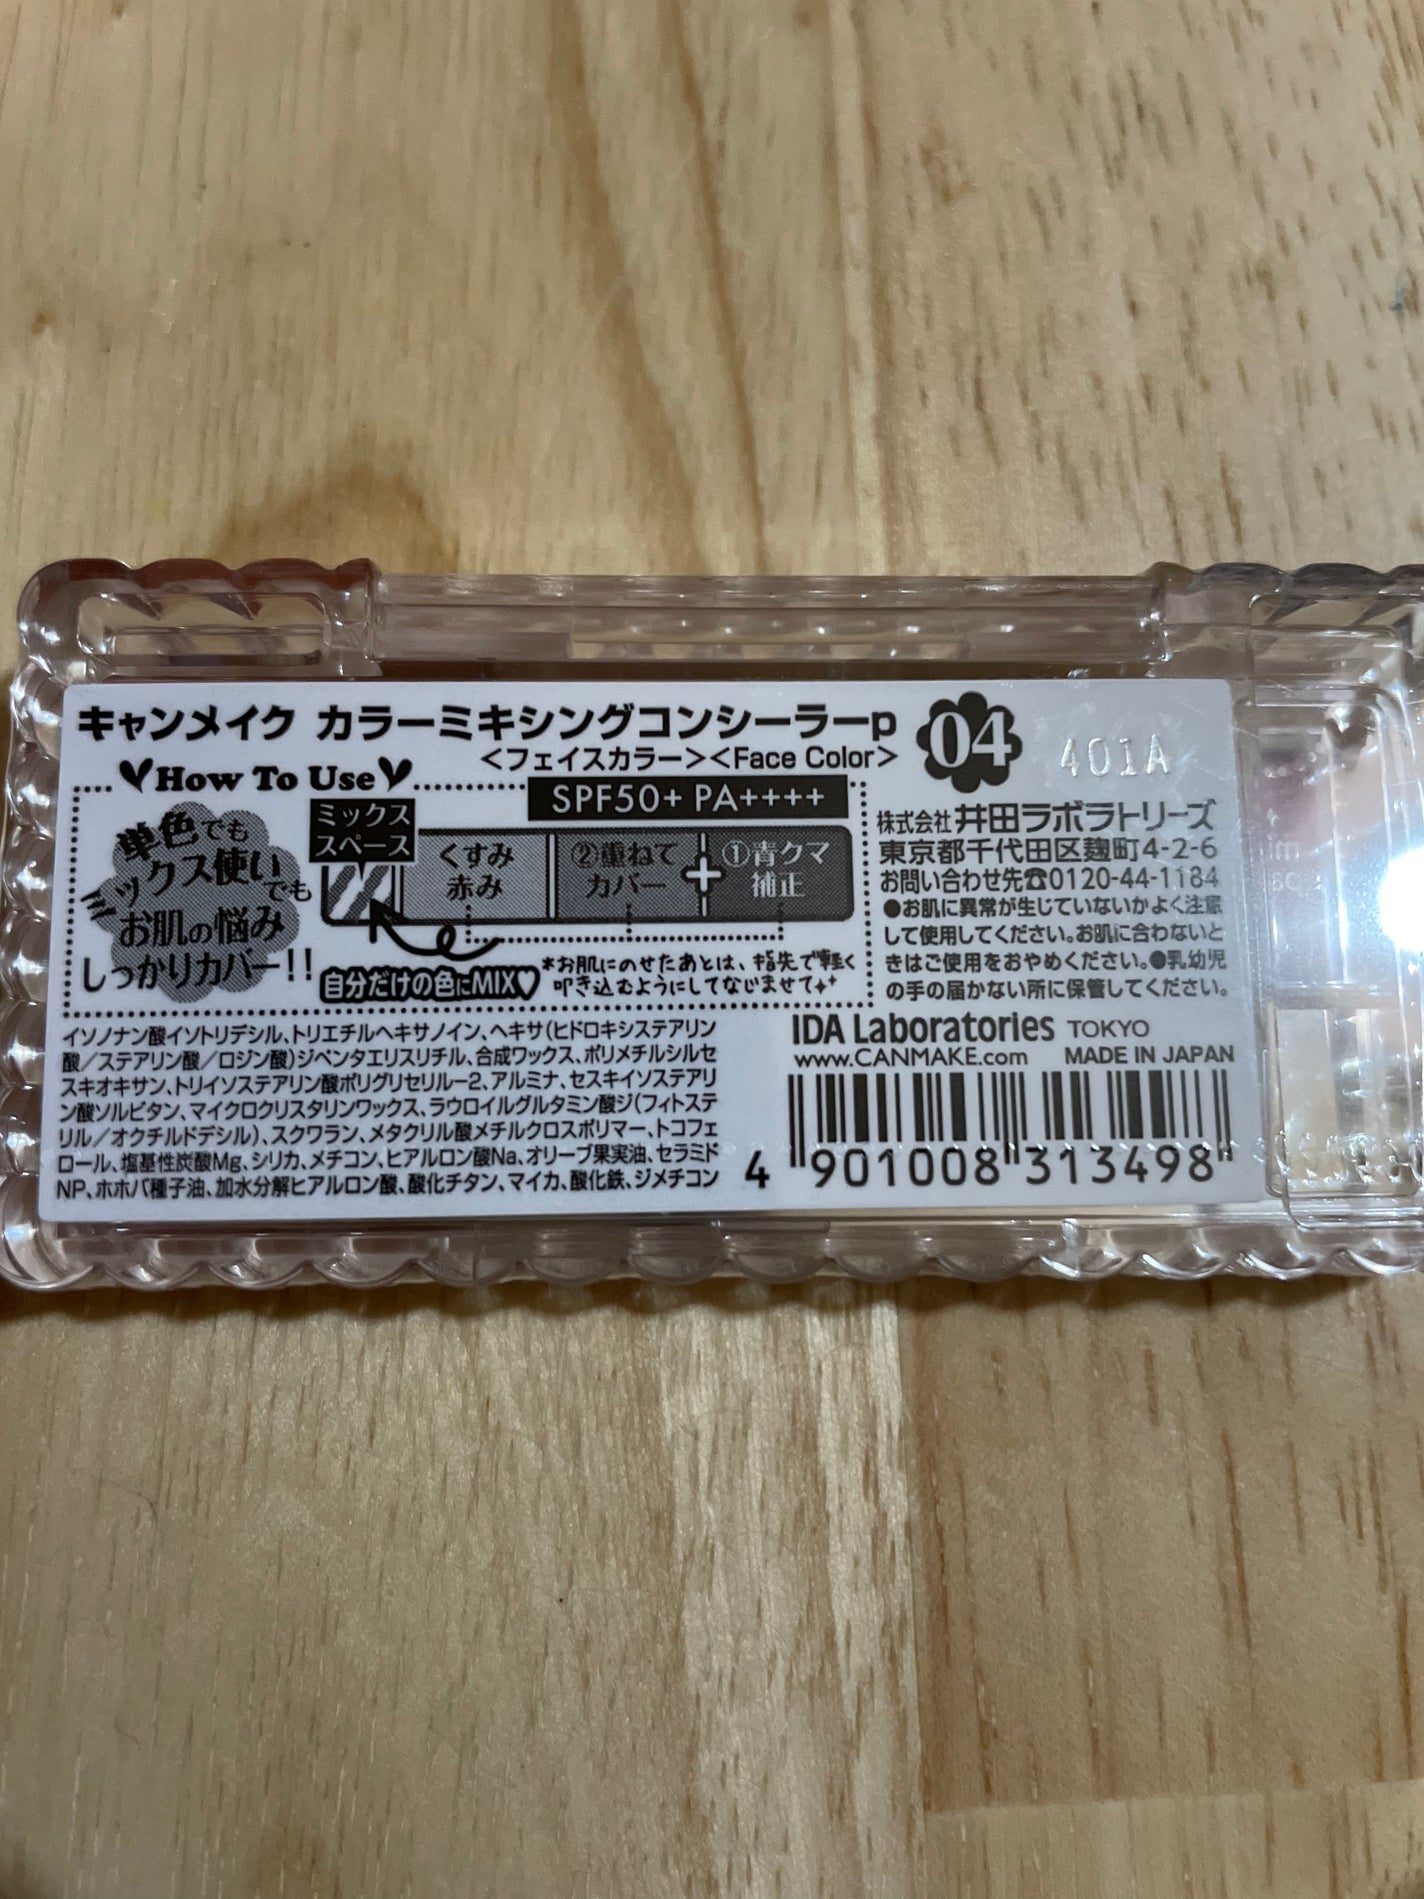 キャンメイク カラーミキシングコンシーラーp
<フェイスカラー><Face Color>
04
401A
How To Use
SPF50+ PA++++
単色でも
ミックス使いでも
お肌の悩み
しっかりカバー!!
ミックス
スペース
くすみ
赤み
②重ねて
カバー
+
①青クマ
補正
自分だけの色にMIX♥
*お肌にのせたあとは、指先で軽く
叩き込むようにしてなじませて
株式会社 井田ラボラトリーズ
東京都千代田区麹町4-2-6
お問い合わせ先☎0120-44-1184
●お肌に異常が生じていないかよく注意
して使用してください。お肌に合わないと
きはご使用をおやめください。●乳幼児
の手の届かない所に保管してください。
イソノナン酸イソトリデシル、トリエチルヘキサノイン、ヘキサ(ヒドロキシステアリン
酸/ステアリン酸/ロジン酸)ジペンタエリスリチル、合成ワックス、ポリメチルシルセ
スキオキサン、トリイソステアリン酸ポリグリセリル-2、アルミナ、セスキイソステアリ
ン酸ソルビタン、マイクロクリスタリンワックス、ラウロイルグルタミン酸ジ(フィトステ
リル/オクチルドデシル)、スクワラン、メタクリル酸メチルクロスポリマー、トコフェ
ロール、塩基性炭酸Mg、シリカ、メチコン、ヒアルロン酸Na、オリーブ果実油、セラミド
NP、ホホバ種子油、加水分解ヒアルロン酸、酸化チタン、マイカ、酸化鉄、ジメチコン
IDA Laboratories TOKYO
www.CANMAKE.com MADE IN JAPAN
4 901008 313498